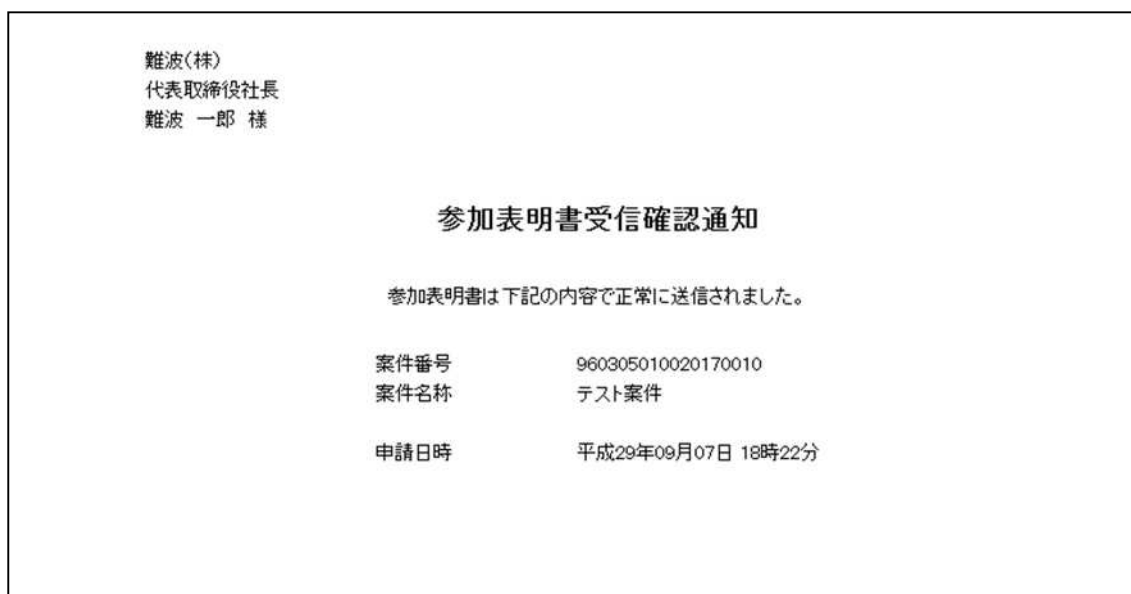 難波(株)
代表取締役社長
難波 一郎 様
参加表明書受信確認通知
参加表明書は下記の内容で正常に送信されました。
案件番号 960305010020170010
案件名称 テスト案件
申請日時 平成29年09月07日 18時22分